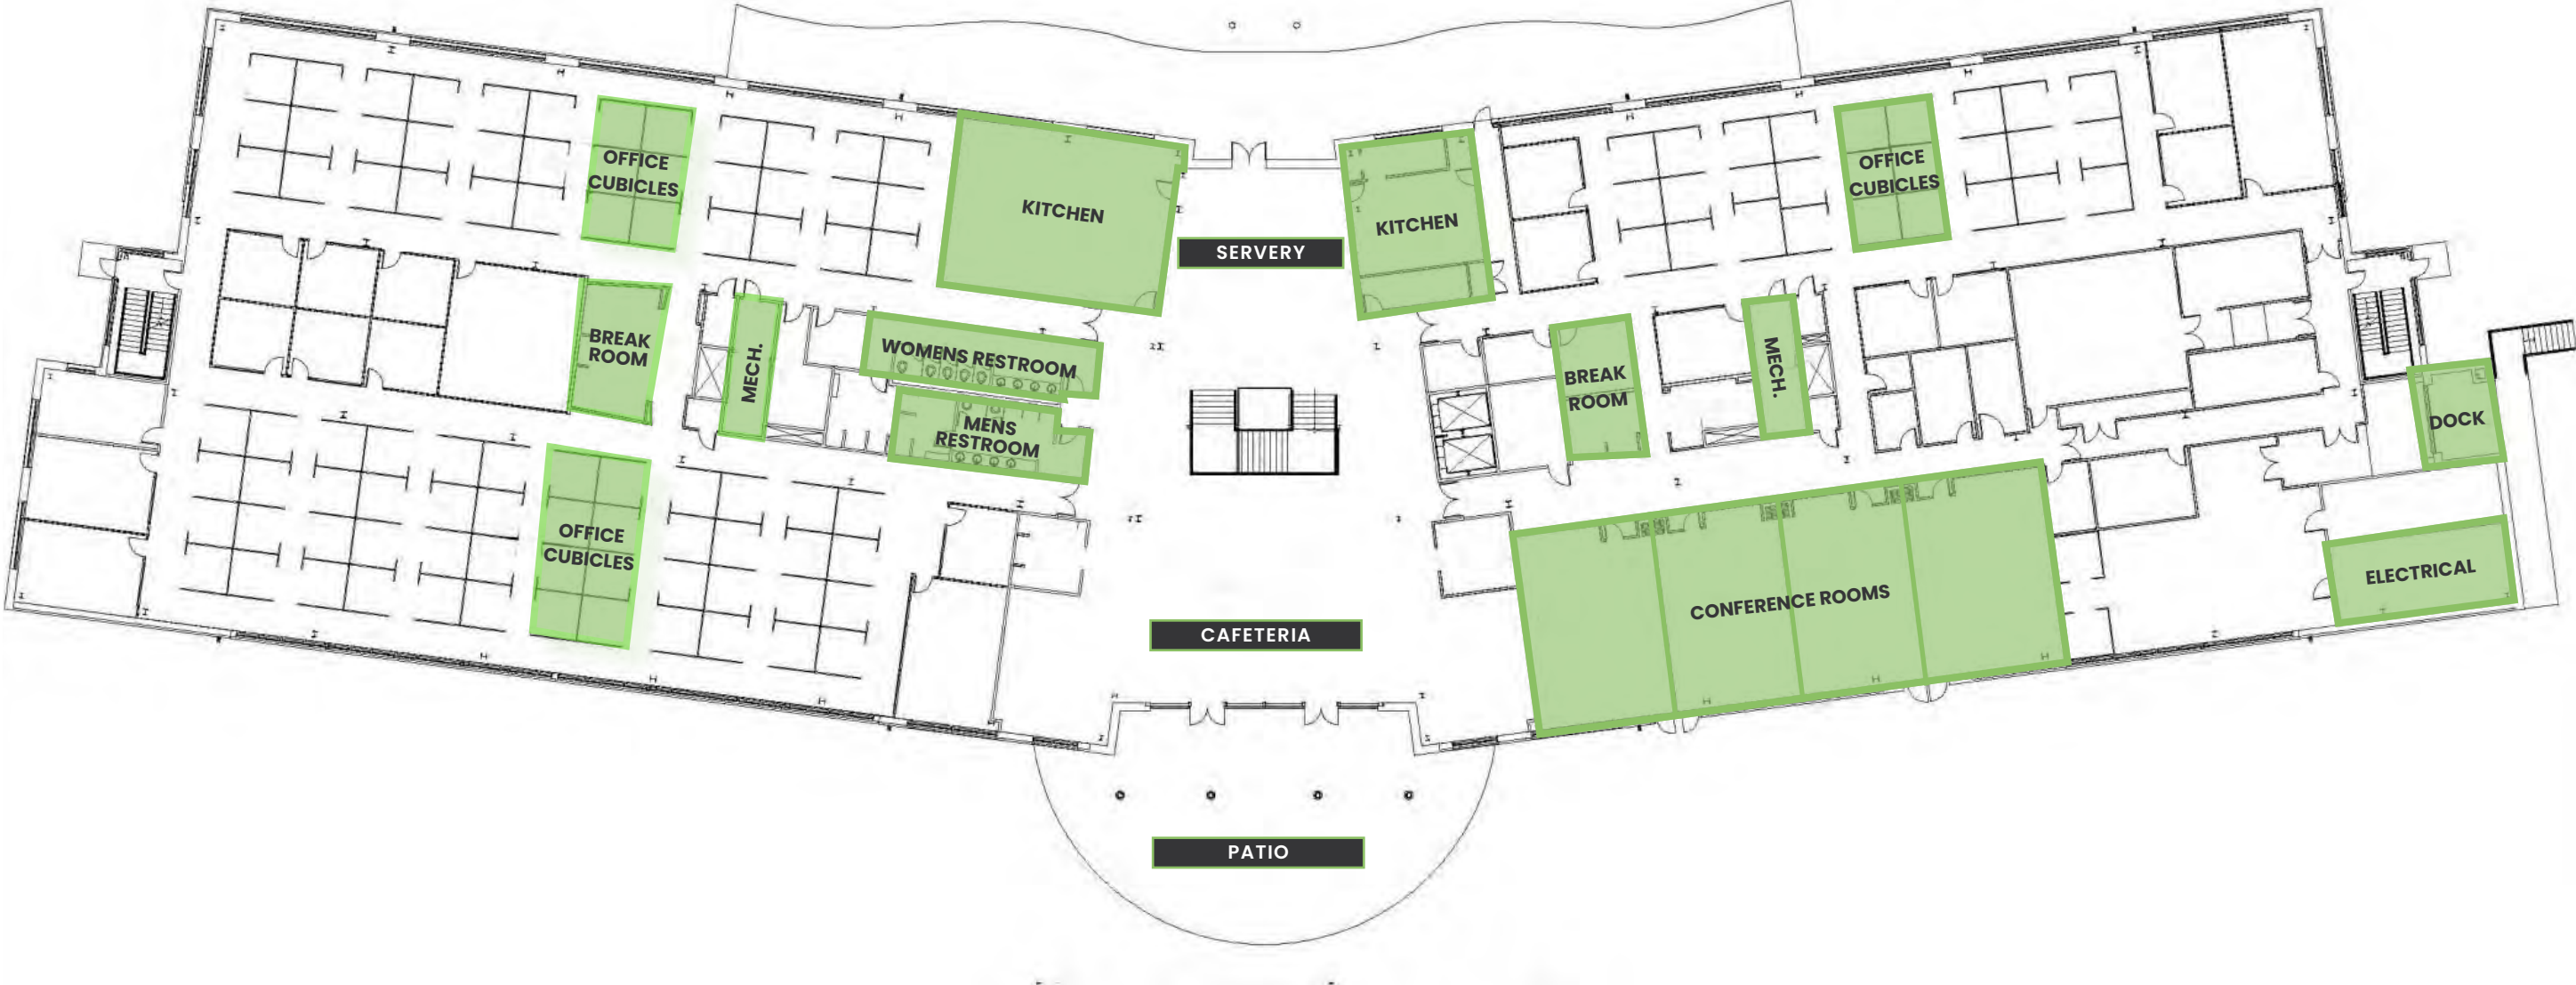 OFFICE
CUBICLES
KITCHEN
SERVERY
KITCHEN
OFFICE
CUBICLES
BREAK
ROOM
MECH.
WOMENS RESTROOM
MENS
RESTROOM
BREAK
ROOM
MECH.
DOCK
OFFICE
CUBICLES
CONFERENCE ROOMS
ELECTRICAL
CAFETERIA
PATIO